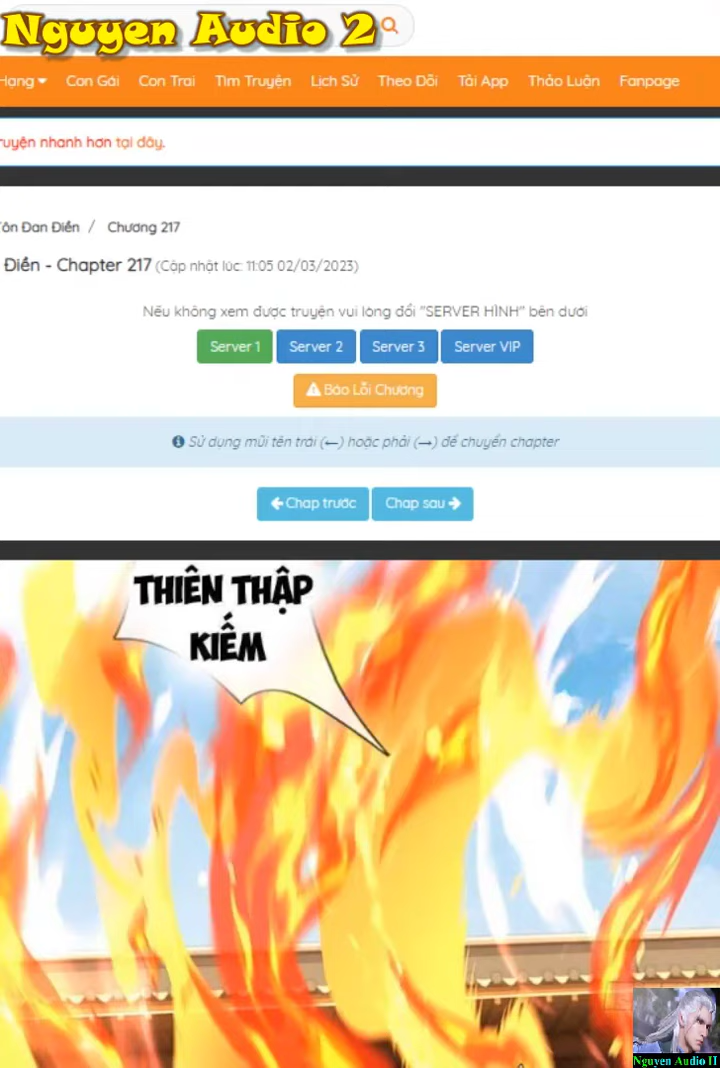 Nguyen Audio 2
Hạng Con Gái Con Trai Tìm Truyện Lịch Sử Theo Dõi Tải App Thảo Luận Fanpage
ruyện nhanh hơn tại đây.
ôn Đan Điền / Chương 217
Điền - Chapter 217 (Cập nhật lúc: 11:05 02/03/2023)
Nếu không xem được truyện vui lòng đổi "SERVER HÌNH" bên dưới
Server 1 Server 2 Server 3 Server VIP
Báo Lỗi Chương
Sử dụng mũi tên trái (←) hoặc phải (→) để chuyển chapter
Chap trước Chap sau
THIÊN THẬP
KIẾM
Nguyen Audio II